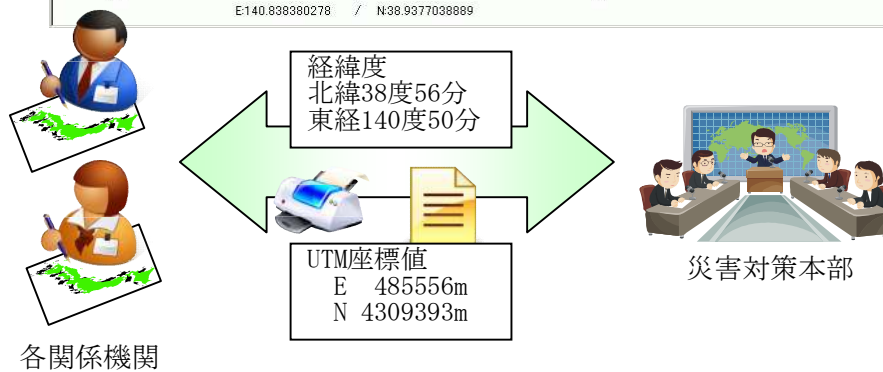 E:140.838380278 / N:38.9377038889
経緯度
北緯38度56分
東経140度50分
UTM座標値
E 485556m
N 4309393m
災害対策本部
各関係機関